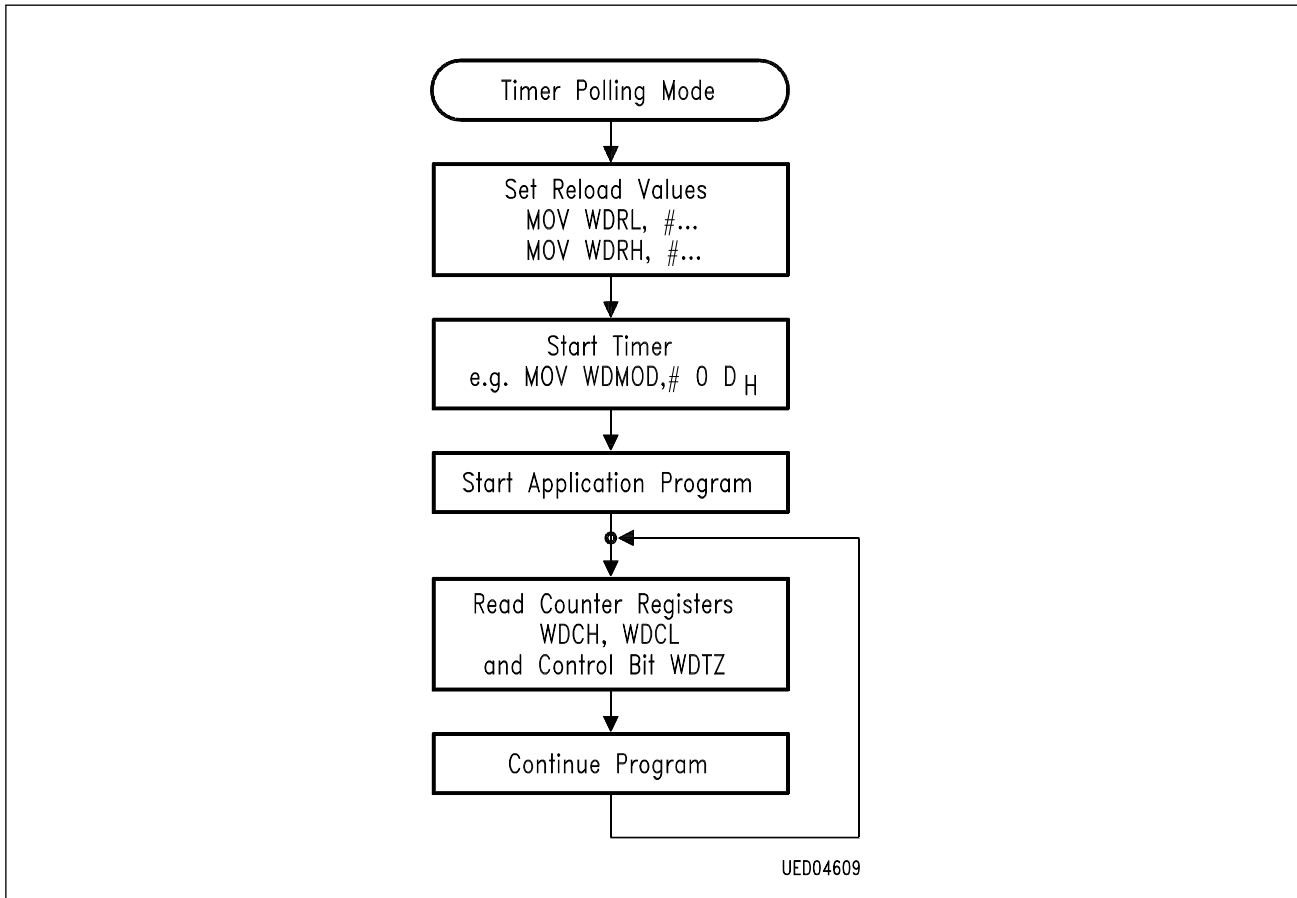 Timer Polling Mode
Set Reload Values
MOV WDRL, #...
MOV WDRH, #...
Start Timer
e.g. MOV WDMOD,# 0 D H
Start Application Program
Read Counter Registers
WDCH, WDCL
and Control Bit WDTZ
Continue Program
UED04609